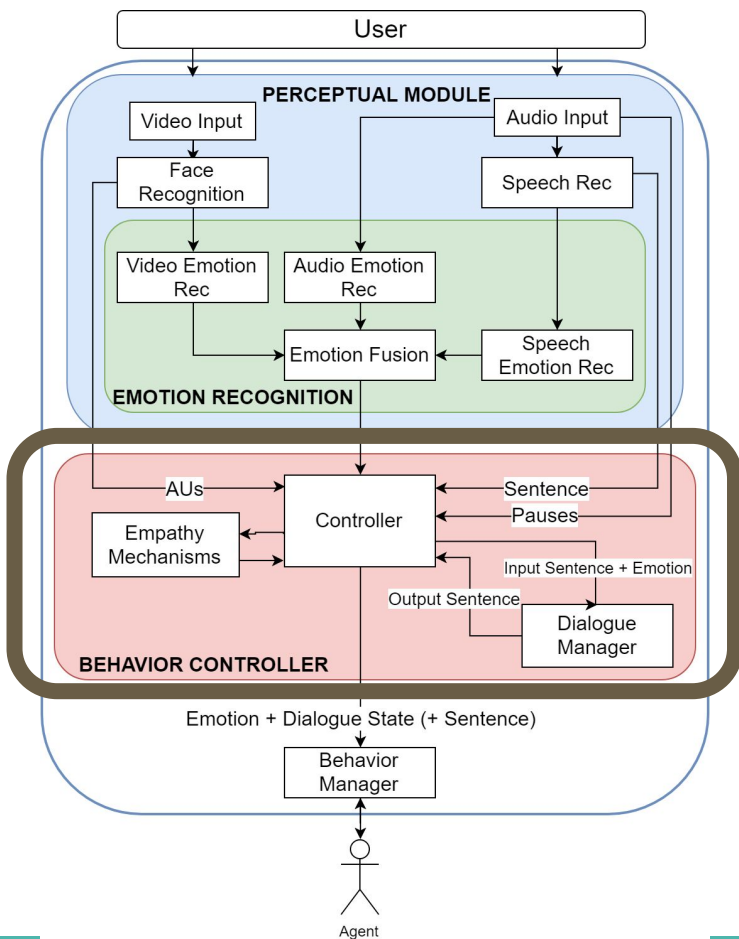 User
PERCEPTUAL MODULE
Video Input
Audio Input
Face
Recognition
Speech Rec
Video Emotion
Rec
Audio Emotion
Rec
Emotion Fusion
Speech
Emotion Rec
EMOTION RECOGNITION
AUs
Controller
Sentence
Pauses
Empathy
Mechanisms
Input Sentence + Emotion
Output Sentence
Dialogue
Manager
BEHAVIOR CONTROLLER
Emotion + Dialogue State (+ Sentence)
Behavior
Manager
Agent